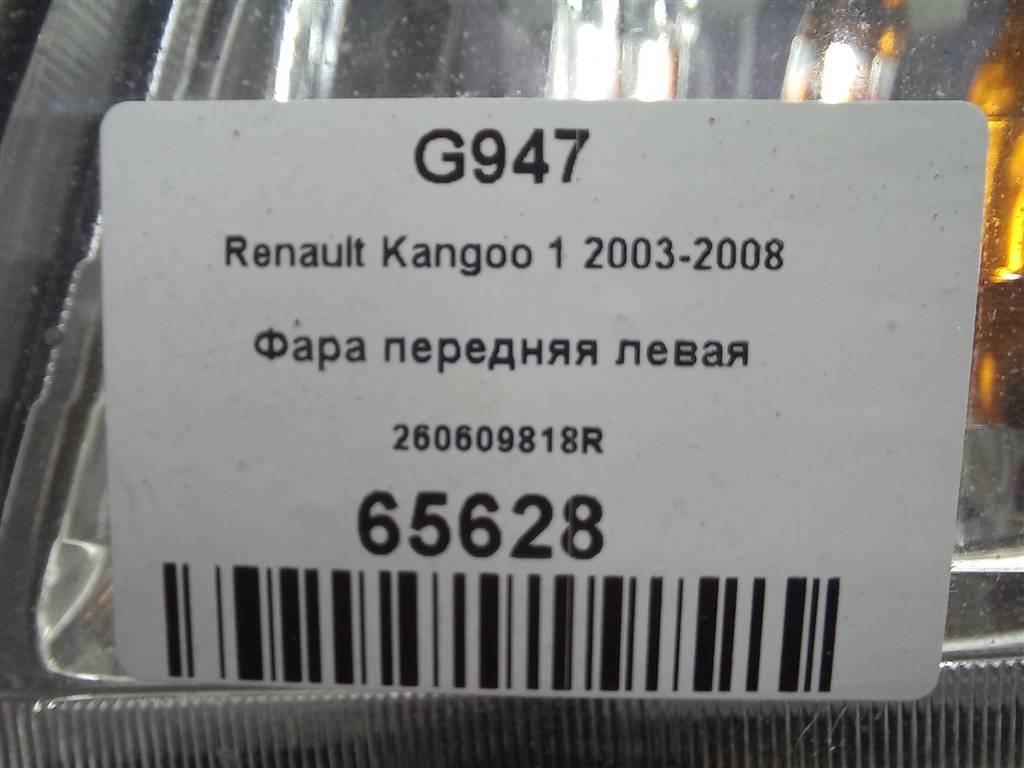 G947
Renault Kangoo 1 2003-2008
Фара передняя левая
260609818R
65628